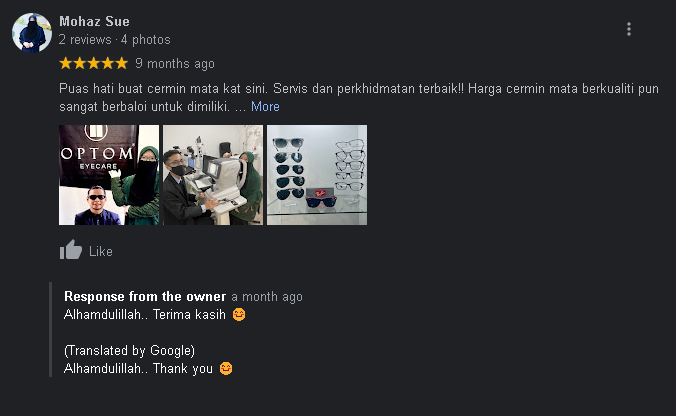 Mohaz Sue
2 reviews · 4 photos
9 months ago
Puas hati buat cermin mata kat sini. Servis dan perkhidmatan terbaik!! Harga cermin mata berkualiti pun
sangat berbaloi untuk dimiliki. ... More
OPTOM
EYECARE
Like
Response from the owner a month ago
Alhamdulillah.. Terima kasih 😊
(Translated by Google)
Alhamdulillah.. Thank you 😊